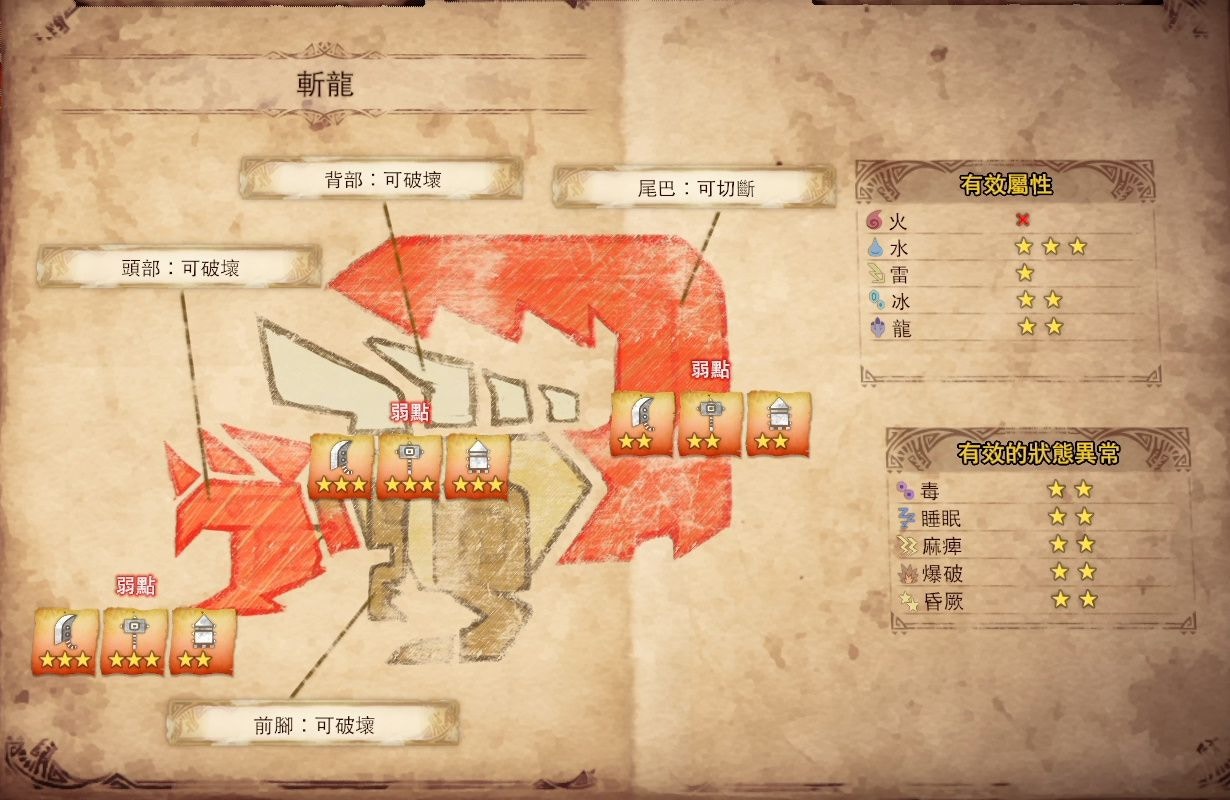 斬龍
背部：可破壞
尾巴：可切斷
頭部：可破壞
弱點
弱點
弱點
前腳：可破壞
有效屬性
火
水
雷
冰
龍
有效的狀態異常
毒
睡眠
麻痺
爆破
昏厥